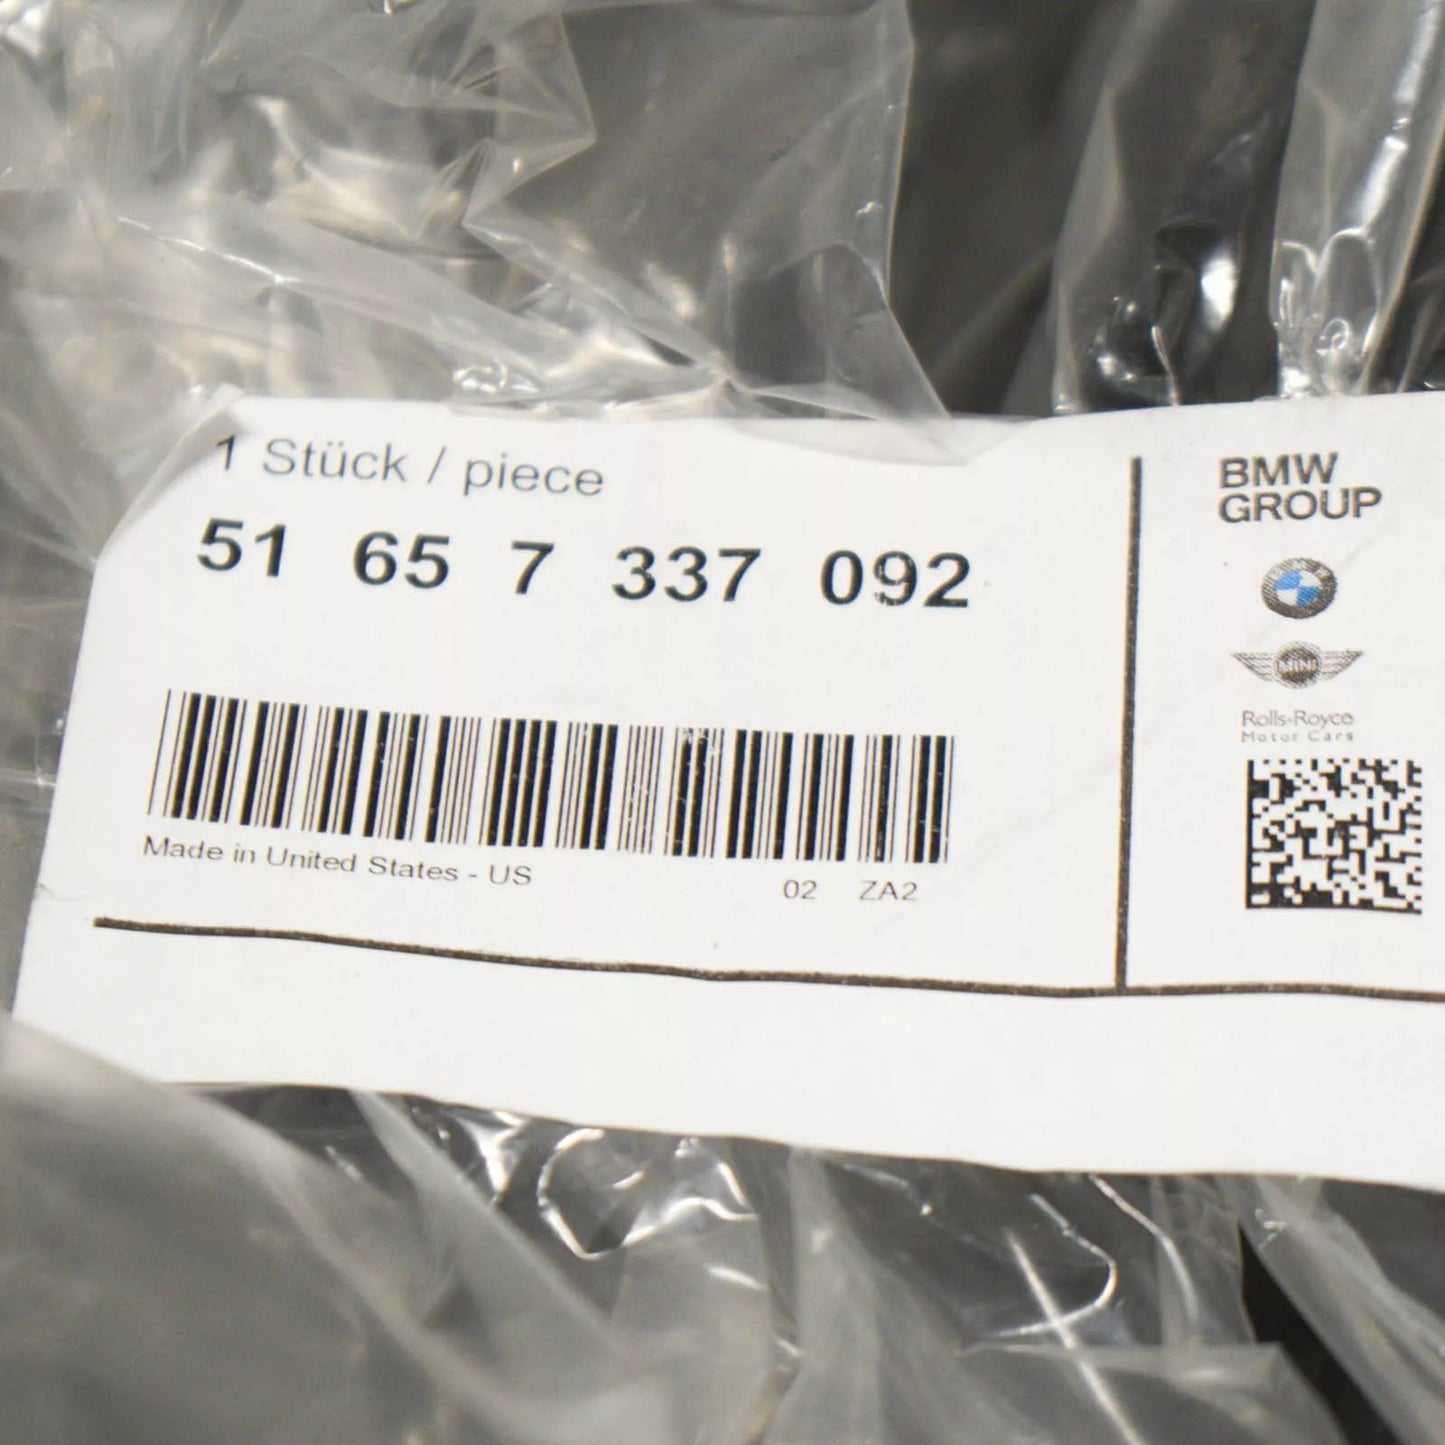 1 Stück / piece
51 65 7 337 092
Made in United States - US
02 ZA2
BMW
GROUP
MINI
Rolls-Royce
Motor Cars